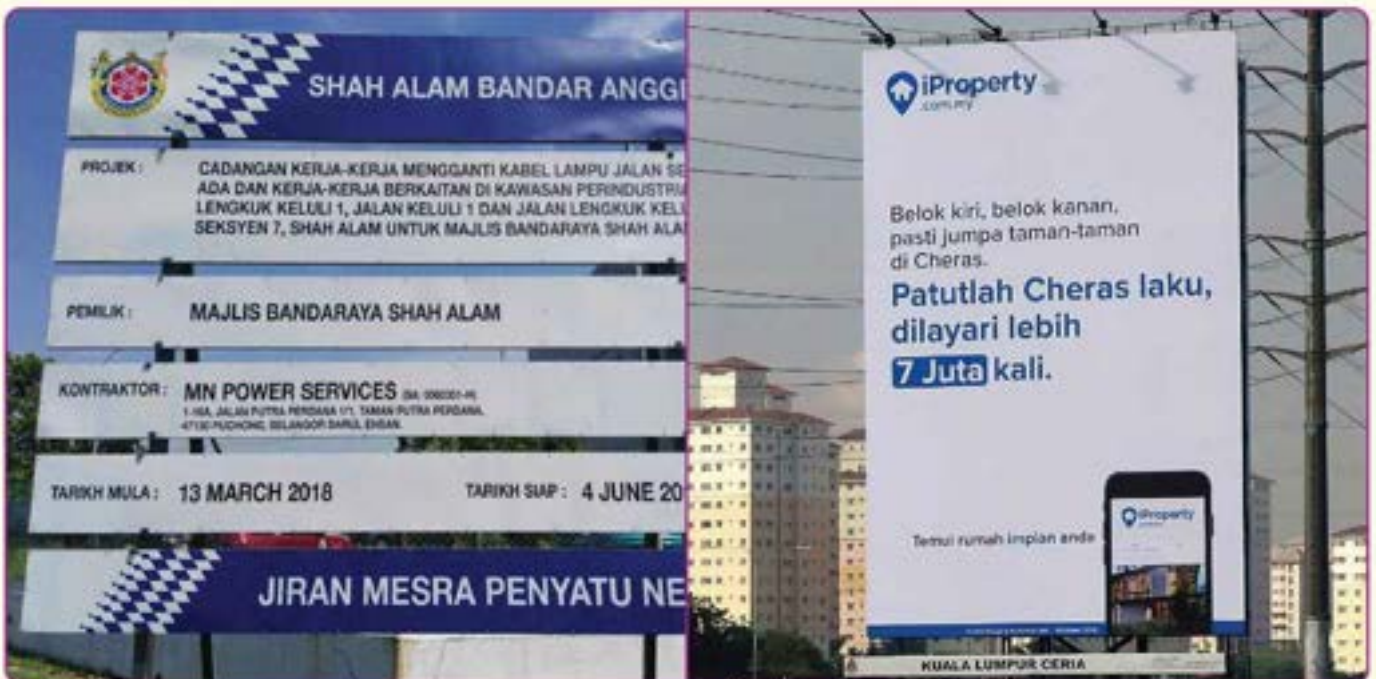 SHAH ALAM BANDAR ANGGI
PROJEK :
CADANGAN KERJA-KERJA MENGGANTI KABEL LAMPU JALAN SE
ADA DAN KERJA-KERJA BERKAITAN DI KAWASAN PERINDUSTRIA
LENGKUK KELULI 1, JALAN KELULI 1 DAN JALAN LENGKUK KELU
SEKSYEN 7, SHAH ALAM UNTUK MAJLIS BANDARAYA SHAH ALA
PEMILIK : MAJLIS BANDARAYA SHAH ALAM
KONTRAKTOR : MN POWER SERVICES
JALAN PUTRA PERDANA 1/1, TAMAN PUTRA PERDANA,
47130 PUCHONG, SELANGOR DARUL EHSAN.
TARIKH MULA : 13 MARCH 2018 TARIKH SIAP : 4 JUNE 20
JIRAN MESRA PENYATU NE
iProperty
.com.my
Belok kiri, belok kanan,
pasti jumpa taman-taman
di Cheras.
Patutlah Cheras laku,
dilayari lebih
7 Juta kali.
iProperty
Temui rumah impian anda
KUALA LUMPUR CERIA